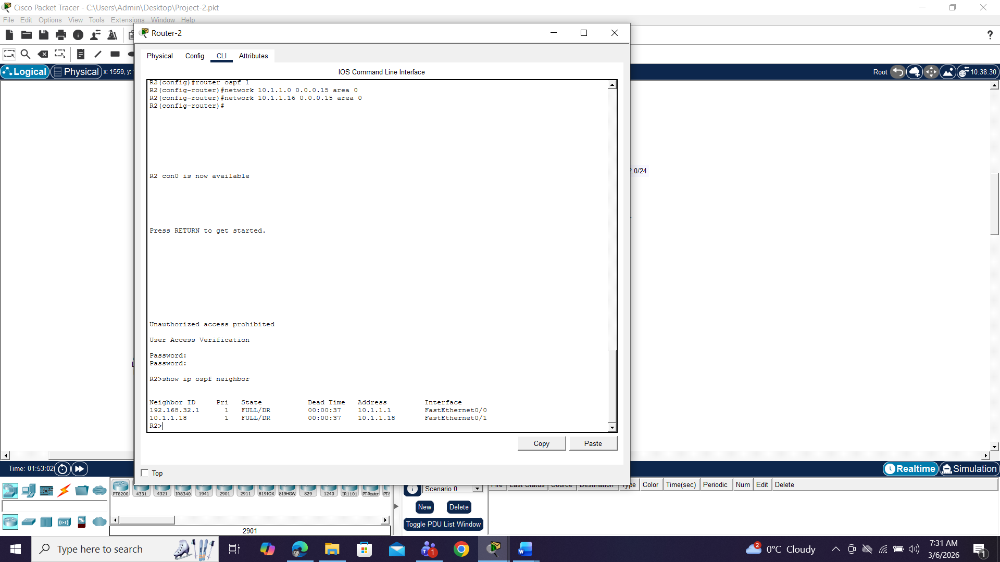 Cisco Packet Tracer - C:\Users\Admin\Desktop\Project-2.pkt
File Edit Options View Tools Extensions Window Help
Router-2
?
Physical Config CLI Attributes
Logical Physical x: 1559, y:
Root 10:38:30
IOS Command Line Interface
R2(config)#router ospf 1
R2(config-router)#network 10.1.1.0 0.0.0.15 area 0
R2(config-router)#network 10.1.1.16 0.0.0.15 area 0
R2(config-router)#
2.0/24
R2 con0 is now available
Press RETURN to get started.
Unauthorized access prohibited
User Access Verification
Password:
Password:
R2>show ip ospf neighbor
Neighbor ID Pri State Dead Time Address Interface
192.168.32.1 1 FULL/DR 00:00:37 10.1.1.1 FastEthernet0/0
10.1.1.18 1 FULL/DR 00:00:37 10.1.1.18 FastEthernet0/1
R2>
Copy Paste
Time: 01:53:02
Top
Realtime Simulation
PT8200 4331 4321 IR8340 1941 2901 2911 819IOX 819HGW 829 1240 IR1101 PT-Router PT-E
Scenario 0
Fire Last Status Source Destination Type Color Time(sec) Periodic Num Edit Delete
New Delete
Toggle PDU List Window
2901
Type here to search
1
2
0°C Cloudy
7:31 AM
3/6/2026
1